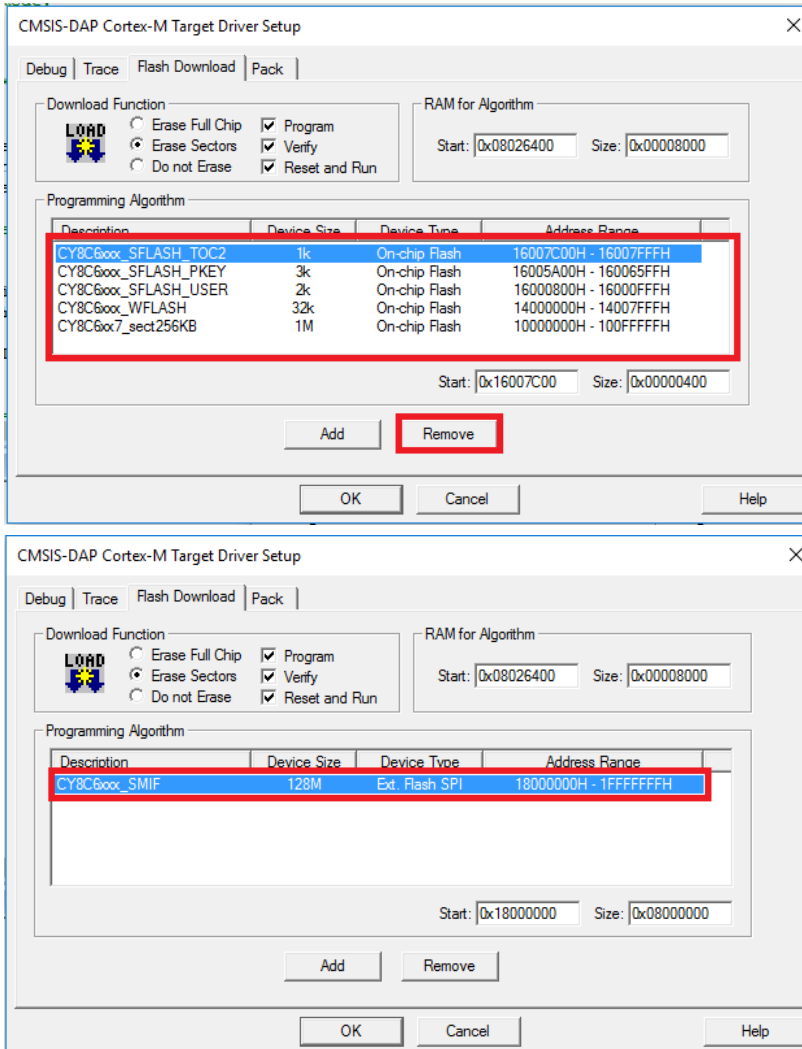 CMSIS-DAP Cortex-M Target Driver Setup
Debug Trace Flash Download Pack
Download Function
LOAD
Erase Full Chip Program
Erase Sectors Verify
Do not Erase Reset and Run
RAM for Algorithm
Start: 0x08026400 Size: 0x00008000
Programming Algorithm
Description Device Size Device Type Address Range
CY8C6xxx_SFLASH_TOC2 1k On-chip Flash 16007C00H - 16007FFFH
CY8C6xxx_SFLASH_PKEY 3k On-chip Flash 16005A00H - 160065FFH
CY8C6xxx_SFLASH_USER 2k On-chip Flash 16000800H - 16000FFFH
CY8C6xxx_WFLASH 32k On-chip Flash 14000000H - 14007FFFH
CY8C6xx7_sect256KB 1M On-chip Flash 10000000H - 100FFFFFH
Start: 0x16007C00 Size: 0x00000400
Add Remove
OK Cancel Help
CMSIS-DAP Cortex-M Target Driver Setup
Debug Trace Flash Download Pack
Download Function
LOAD
Erase Full Chip Program
Erase Sectors Verify
Do not Erase Reset and Run
RAM for Algorithm
Start: 0x08026400 Size: 0x00008000
Programming Algorithm
Description Device Size Device Type Address Range
CY8C6xxx_SMIF 128M Ext. Flash SPI 18000000H - 1FFFFFFFH
Start: 0x18000000 Size: 0x08000000
Add Remove
OK Cancel Help